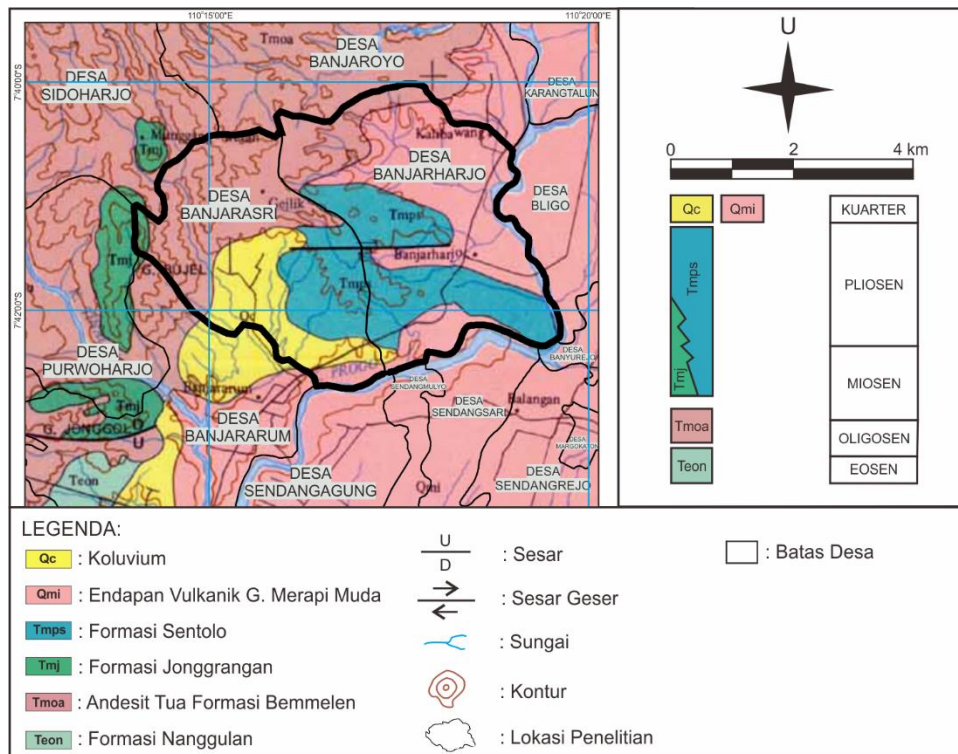 110°15'00"E
110°20'00"E
7°40'00"S
7°42'00"S
Tmoa
DESA
BANJAROYO
DESA
SIDOHARJO
DESA
KARANGTALUN
Tmj
DESA
BANJARHARJO
DESA
BLIGO
DESA
BANJARASRI
Gejlik
Tmps
Banjarharjo
Tmj
G. BUJEL
Tmps
Qc
DESA
PURWOHARJO
PROGO
DESA
BANYUREJO
DESA
SENDANGMULYO
Banjararum
Tmj
G. JONGGOL
U
DESA
BANJARARUM
DESA
SENDANGSARI
Balangan
DESA
MARGOKATON
Teon
DESA
SENDANGAGUNG
Qmi
DESA
SENDANGREJO
U
0 2 4 km
Qc Qmi KUARTER
Tmps PLIOSEN
Tmj MIOSEN
Tmoa OLIGOSEN
Teon EOSEN
LEGENDA:
Qc : Koluvium
Qmi : Endapan Vulkanik G. Merapi Muda
Tmps : Formasi Sentolo
Tmj : Formasi Jonggrangan
Tmoa : Andesit Tua Formasi Bemmelen
Teon : Formasi Nanggulan
U
D : Sesar
: Sesar Geser
: Sungai
: Kontur
: Lokasi Penelitian
: Batas Desa